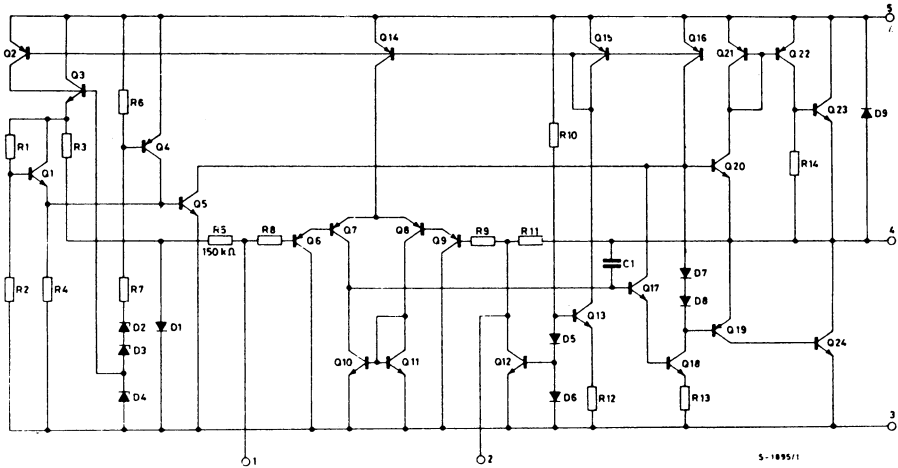 5
Q2
Q14
Q15
Q16
Q21
Q22
Q3
R6
Q23
D9
R10
R1
R3
Q4
Q1
R14
Q20
Q5
R5
150 kΩ
R8
Q6
Q7
Q8
Q9
R9
R11
4
C1
D7
R2
R4
R7
Q17
D8
D2
D1
D3
Q13
Q19
D5
Q24
Q10
Q11
Q12
Q18
D4
D6
R12
R13
3
1
2
S-1895/1